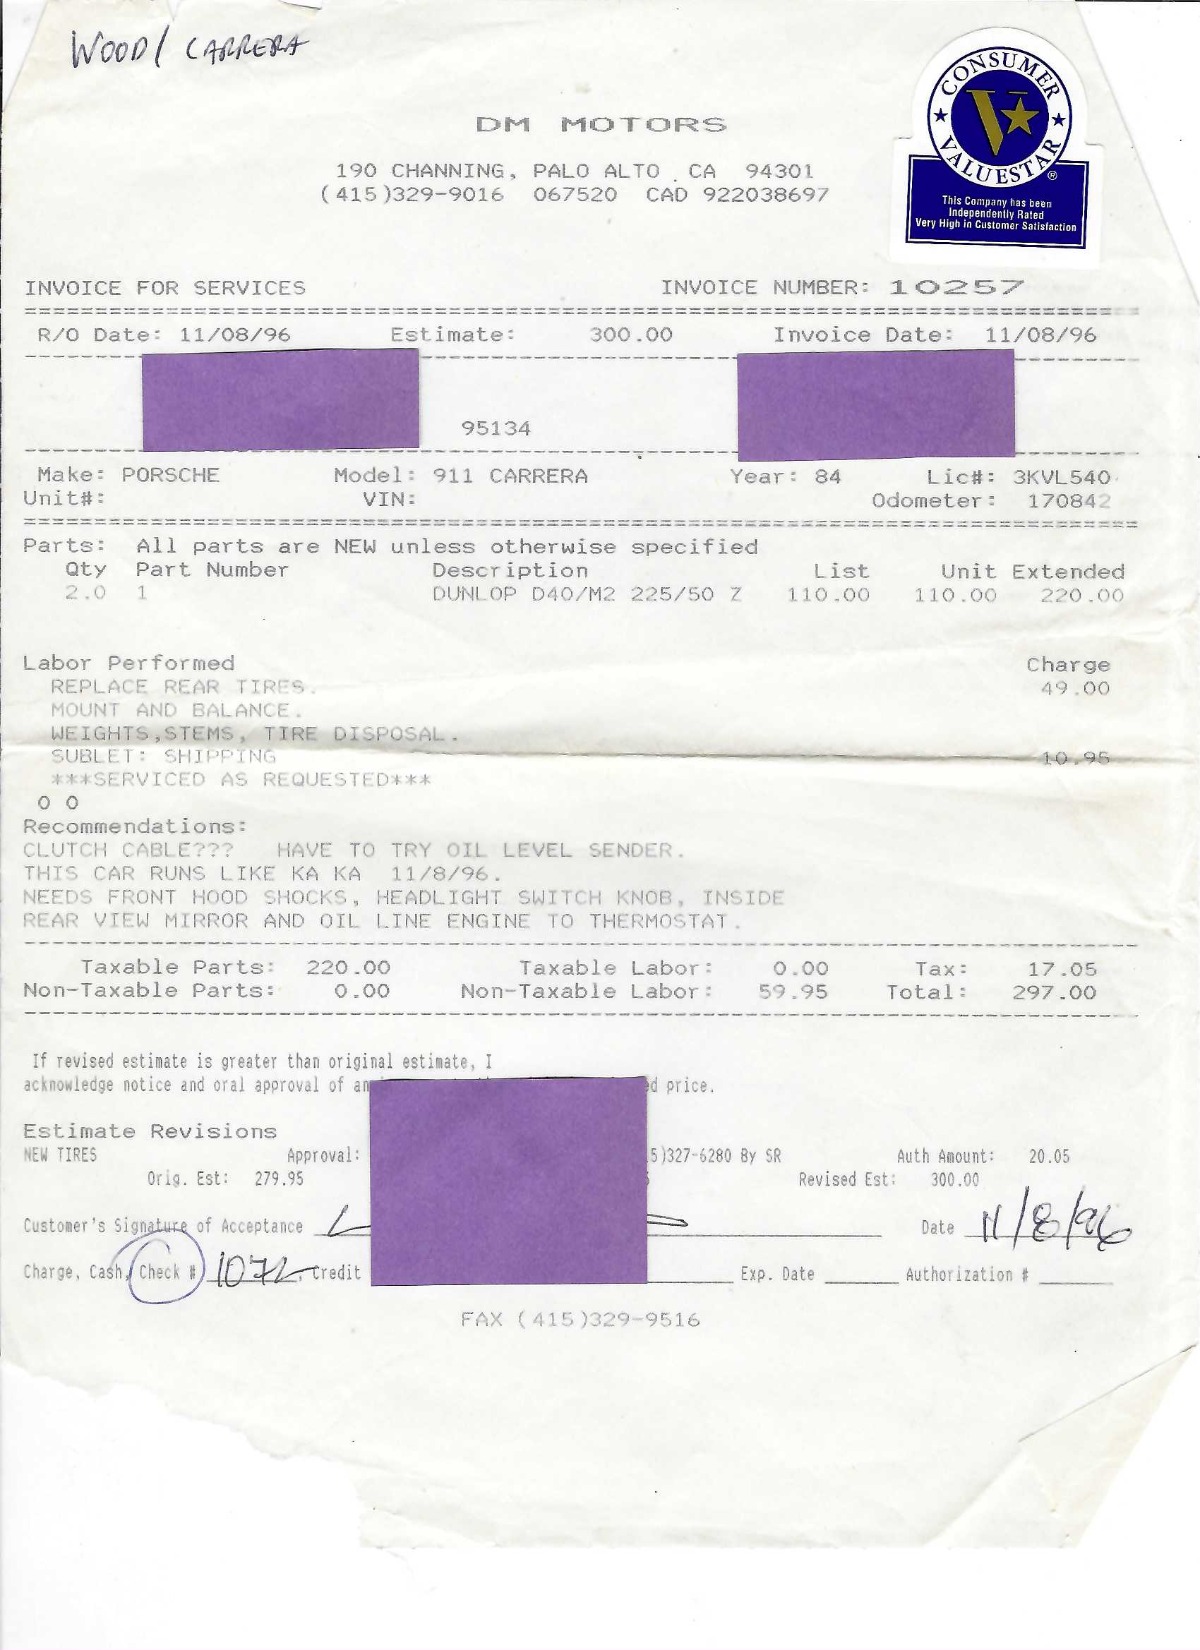 WOOD/ CARRERA
CONSUMER
VALUESTAR®
This Company has been
Independently Rated
Very High in Customer Satisfaction
DM MOTORS
190 CHANNING, PALO ALTO . CA 94301
(415)329-9016 067520 CAD 922038697
INVOICE FOR SERVICES INVOICE NUMBER: 10257
R/O Date: 11/08/96 Estimate: 300.00 Invoice Date: 11/08/96
95134
Make: PORSCHE Model: 911 CARRERA Year: 84 Lic#: 3KVL540
Unit#: VIN: Odometer: 170842
Parts: All parts are NEW unless otherwise specified
Qty Part Number Description List Unit Extended
2.0 1 DUNLOP D40/M2 225/50 Z 110.00 110.00 220.00
Labor Performed Charge
REPLACE REAR TIRES. 49.00
MOUNT AND BALANCE.
WEIGHTS,STEMS, TIRE DISPOSAL.
SUBLET: SHIPPING 10.95
***SERVICED AS REQUESTED***
O O
Recommendations:
CLUTCH CABLE??? HAVE TO TRY OIL LEVEL SENDER.
THIS CAR RUNS LIKE KA KA 11/8/96.
NEEDS FRONT HOOD SHOCKS, HEADLIGHT SWITCH KNOB, INSIDE
REAR VIEW MIRROR AND OIL LINE ENGINE TO THERMOSTAT.
Taxable Parts: 220.00 Taxable Labor: 0.00 Tax: 17.05
Non-Taxable Parts: 0.00 Non-Taxable Labor: 59.95 Total: 297.00
If revised estimate is greater than original estimate, I
acknowledge notice and oral approval of an d price.
Estimate Revisions
NEW TIRES Approval: 5)327-6280 By SR Auth Amount: 20.05
Orig. Est: 279.95 Revised Est: 300.00
Customer's Signature of Acceptance Date 11/8/96
Charge, Cash, Check # 1072 Credit Exp. Date Authorization #
FAX (415)329-9516